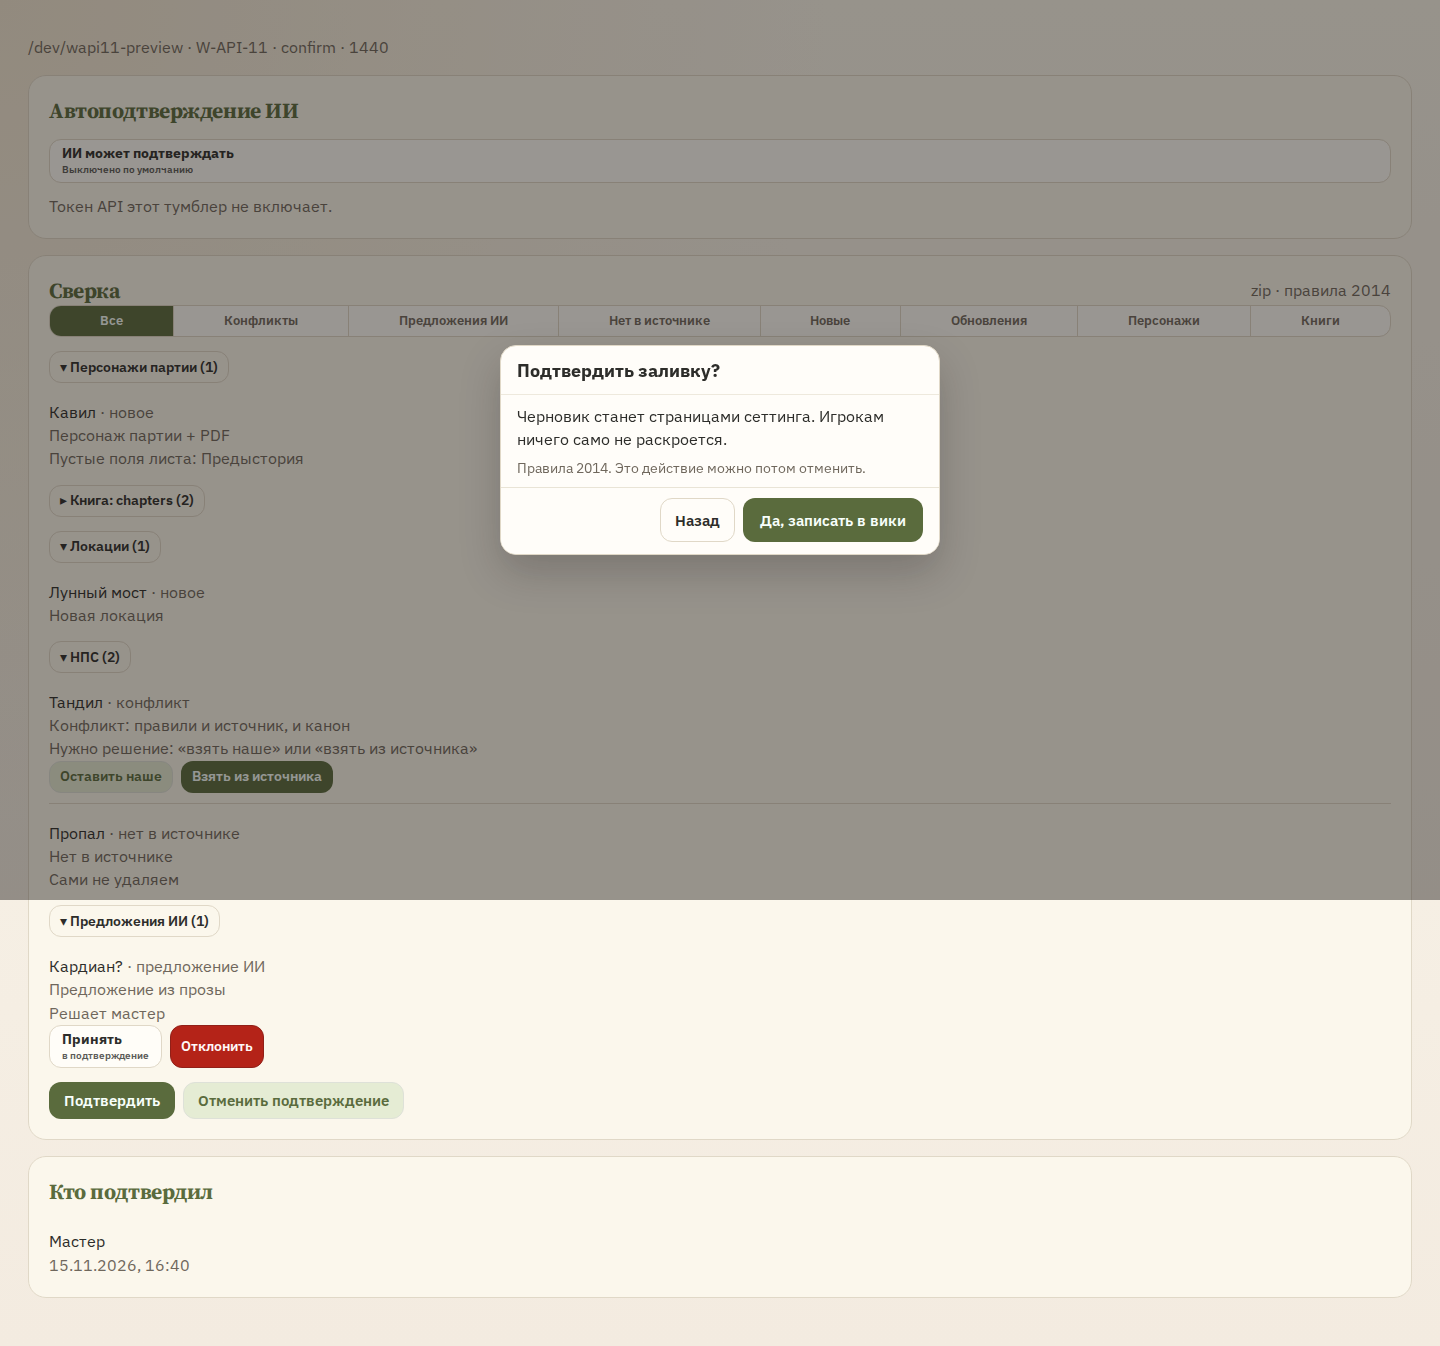 /dev/wapi11-preview · W-API-11 · confirm · 1440
Автоподтверждение ИИ
ИИ может подтверждать
Выключено по умолчанию
Токен API этот тумблер не включает.
Сверка
zip · правила 2014
Все Конфликты Предложения ИИ Нет в источнике Новые Обновления Персонажи Книги
▾ Персонажи партии (1)
Кавил · новое
Персонаж партии + PDF
Пустые поля листа: Предыстория
▸ Книга: chapters (2)
▾ Локации (1)
Лунный мост · новое
Новая локация
▾ НПС (2)
Тандил · конфликт
Конфликт: правили и источник, и канон
Нужно решение: «взять наше» или «взять из источника»
Оставить наше Взять из источника
Пропал · нет в источнике
Нет в источнике
Сами не удаляем
▾ Предложения ИИ (1)
Кардиан? · предложение ИИ
Предложение из прозы
Решает мастер
Принять
в подтверждение
Отклонить
Подтвердить Отменить подтверждение
Кто подтвердил
Мастер
15.11.2026, 16:40
Подтвердить заливку?
Черновик станет страницами сеттинга. Игрокам
ничего само не раскроется.
Правила 2014. Это действие можно потом отменить.
Назад Да, записать в вики